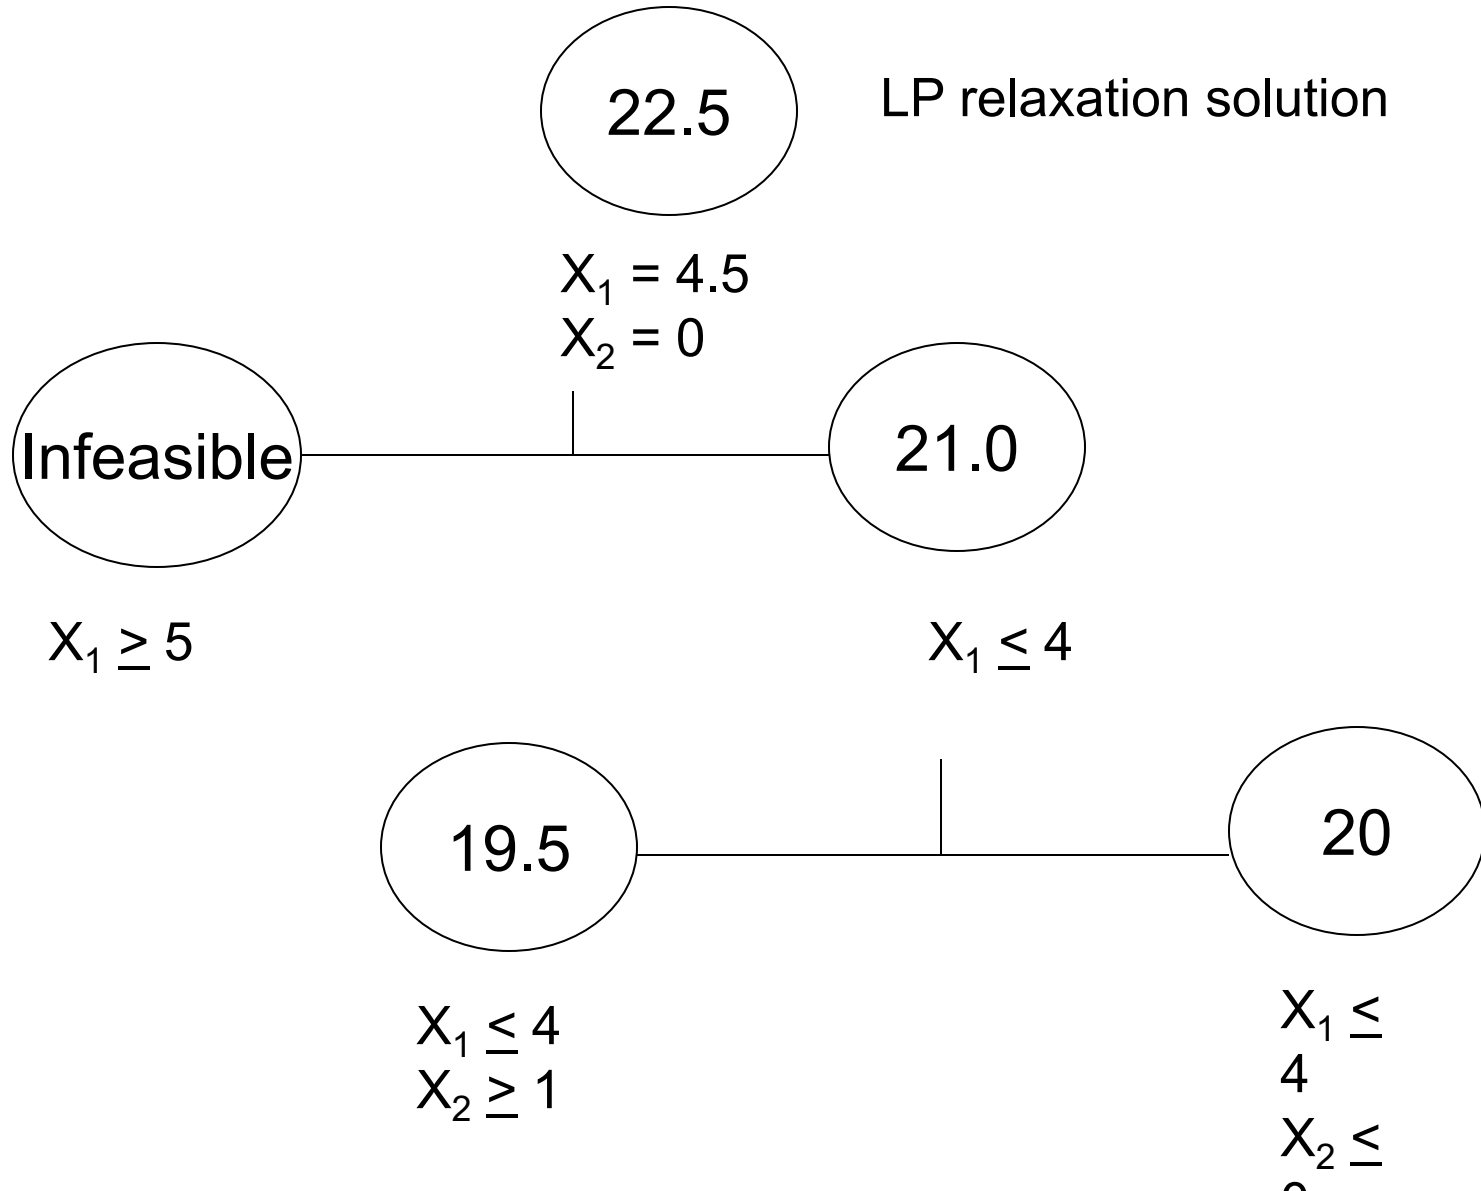 22.5
LP relaxation solution
X₁ = 4.5
X₂ = 0
Infeasible
21.0
X₁ ≥ 5
X₁ ≤ 4
19.5
20
X₁ ≤ 4
X₂ ≥ 1
X₁ ≤
4
X₂ ≤